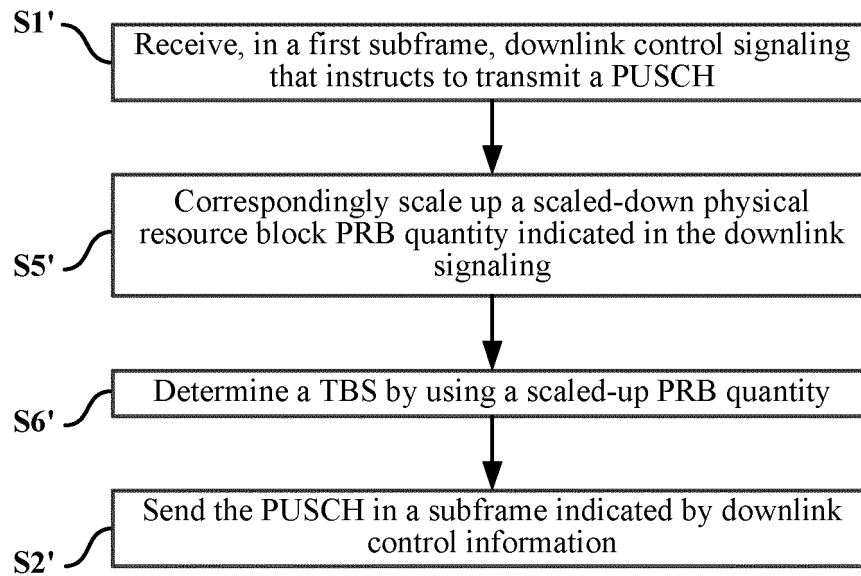 S1'
Receive, in a first subframe, downlink control signaling
that instructs to transmit a PUSCH
Correspondingly scale up a scaled-down physical
resource block PRB quantity indicated in the downlink
signaling
S5'
Determine a TBS by using a scaled-up PRB quantity
S6'
Send the PUSCH in a subframe indicated by downlink
control information
S2'